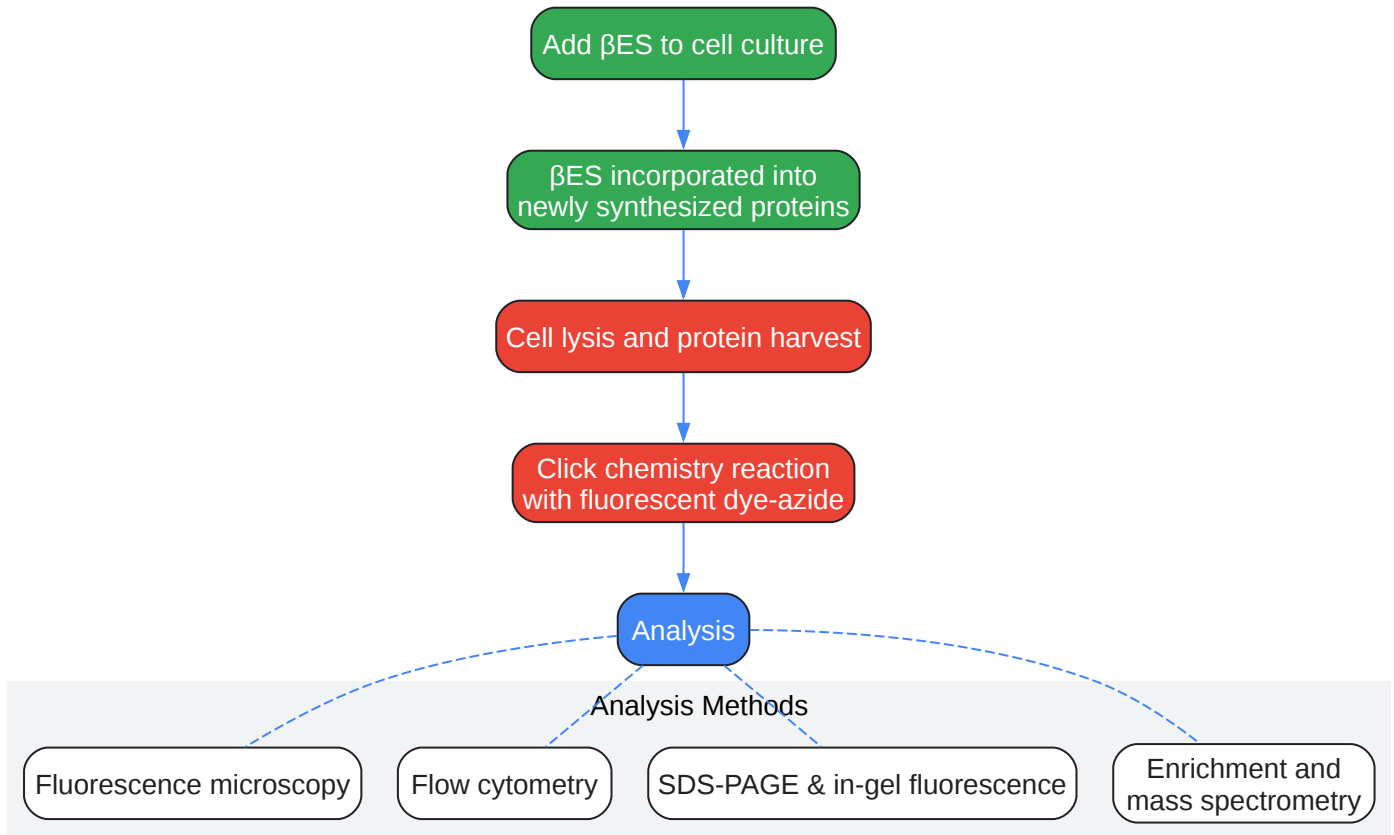 Add βES to cell culture
βES incorporated into
newly synthesized proteins
Cell lysis and protein harvest
Click chemistry reaction
with fluorescent dye-azide
Analysis
Analysis Methods
Fluorescence microscopy
Flow cytometry
SDS-PAGE & in-gel fluorescence
Enrichment and
mass spectrometry